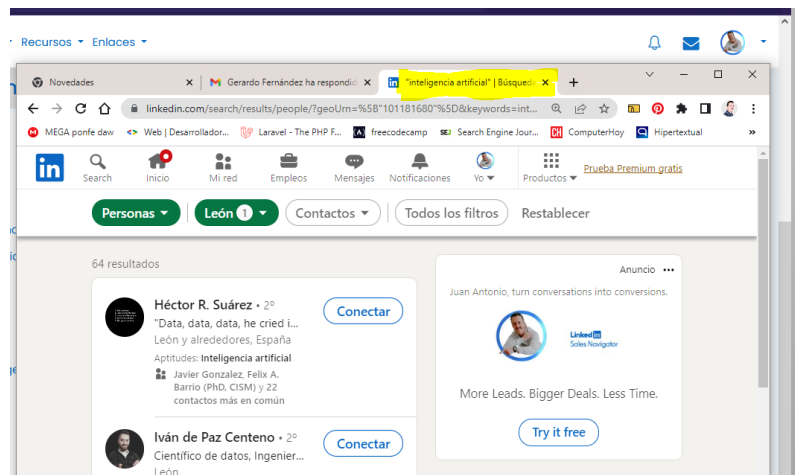 Recursos Enlaces
Novedades
Gerardo Fernández ha respondid
"inteligencia artificial" | Búsqued
linkedin.com/search/results/people/?geoUrn=%5B"101181680"%5D&keywords=int...
MEGA ponfe daw
Web | Desarrollador...
Laravel - The PHP F...
freecodecamp
Search Engine Jour...
ComputerHoy
Hipertextual
»
in
Search
Inicio
Mi red
Empleos
Mensajes
Notificaciones
Yo
Productos
Prueba Premium gratis
Personas
León 1
Contactos
Todos los filtros
Restablecer
64 resultados
Héctor R. Suárez • 2º
"Data, data, data, he cried i...
León y alrededores, España
Aptitudes: Inteligencia artificial
Javier Gonzalez, Felix A.
Barrio (PhD, CISM) y 22
contactos más en común
Conectar
Iván de Paz Centeno • 2º
Científico de datos, Ingenier...
León
Conectar
Anuncio •••
Juan Antonio, turn conversations into conversions.
Linked in
Sales Navigator
More Leads. Bigger Deals. Less Time.
Try it free